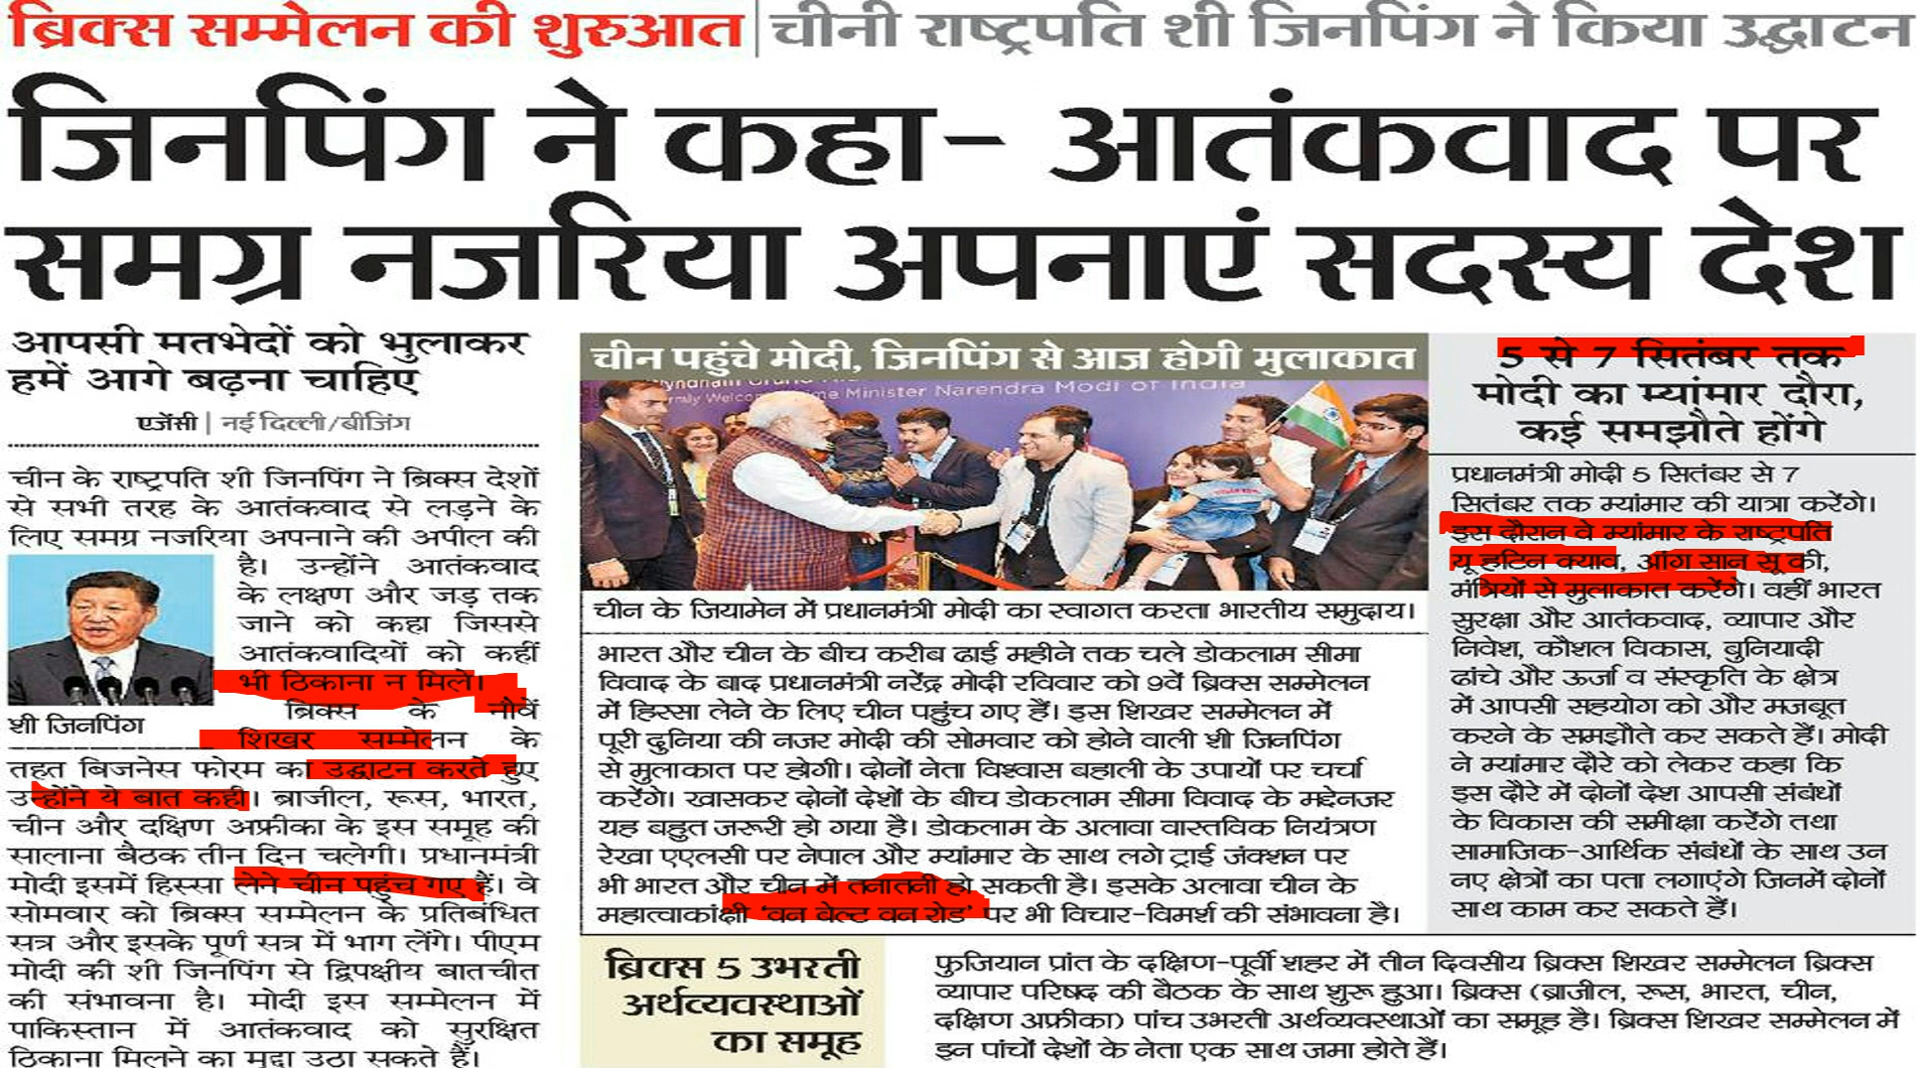 ब्रिक्स सम्मेलन की शुरुआत | चीनी राष्ट्रपति शी जिनपिंग ने किया उद्घाटन
जिनपिंग ने कहा- आतंकवाद पर
समग्र नजरिया अपनाएं सदस्य देश
आपसी मतभेदों को भुलाकर
हमें आगे बढ़ना चाहिए
एजेंसी | नई दिल्ली/बीजिंग
चीन के राष्ट्रपति शी जिनपिंग ने ब्रिक्स देशों
से सभी तरह के आतंकवाद से लड़ने के
लिए समग्र नजरिया अपनाने की अपील की
है। उन्होंने आतंकवाद
के लक्षण और जड़ तक
जाने को कहा जिससे
आतंकवादियों को कहीं
भी ठिकाना न मिले।
ब्रिक्स के नौवें
शिखर सम्मेलन के
शी जिनपिंग
तहत बिजनेस फोरम का उद्घाटन करते हुए
उन्होंने ये बात कही। ब्राजील, रूस, भारत,
चीन और दक्षिण अफ्रीका के इस समूह की
सालाना बैठक तीन दिन चलेगी। प्रधानमंत्री
मोदी इसमें हिस्सा लेने चीन पहुंच गए हैं। वे
सोमवार को ब्रिक्स सम्मेलन के प्रतिबंधित
सत्र और इसके पूर्ण सत्र में भाग लेंगे। पीएम
मोदी की शी जिनपिंग से द्विपक्षीय बातचीत
की संभावना है। मोदी इस सम्मेलन में
पाकिस्तान में आतंकवाद को सुरक्षित
ठिकाना मिलने का मुद्दा उठा सकते हैं।
चीन पहुंचे मोदी, जिनपिंग से आज होगी मुलाकात
Minister Narendra Modi of India
चीन के जियामेन में प्रधानमंत्री मोदी का स्वागत करता भारतीय समुदाय।
भारत और चीन के बीच करीब ढाई महीने तक चले डोकलाम सीमा
विवाद के बाद प्रधानमंत्री नरेंद्र मोदी रविवार को 9वें ब्रिक्स सम्मेलन
में हिस्सा लेने के लिए चीन पहुंच गए हैं। इस शिखर सम्मेलन में
पूरी दुनिया की नजर मोदी की सोमवार को होने वाली शी जिनपिंग
से मुलाकात पर होगी। दोनों नेता विश्वास बहाली के उपायों पर चर्चा
करेंगे। खासकर दोनों देशों के बीच डोकलाम सीमा विवाद के मद्देनजर
यह बहुत जरूरी हो गया है। डोकलाम के अलावा वास्तविक नियंत्रण
रेखा एएलसी पर नेपाल और म्यांमार के साथ लगे ट्राई जंक्शन पर
भी भारत और चीन में तनातनी हो सकती है। इसके अलावा चीन के
महात्वाकांक्षी 'वन बेल्ट वन रोड' पर भी विचार-विमर्श की संभावना है।
5 से 7 सितंबर तक
मोदी का म्यांमार दौरा,
कई समझौते होंगे
प्रधानमंत्री मोदी 5 सितंबर से 7
सितंबर तक म्यांमार की यात्रा करेंगे।
इस दौरान वे म्यांमार के राष्ट्रपति
यू हटिन क्याव, आंग सान सू की,
मंत्रियों से मुलाकात करेंगे। वहीं भारत
सुरक्षा और आतंकवाद, व्यापार और
निवेश, कौशल विकास, बुनियादी
ढांचे और ऊर्जा व संस्कृति के क्षेत्र
में आपसी सहयोग को और मजबूत
करने के समझौते कर सकते हैं। मोदी
ने म्यांमार दौरे को लेकर कहा कि
इस दौरे में दोनों देश आपसी संबंधों
के विकास की समीक्षा करेंगे तथा
सामाजिक-आर्थिक संबंधों के साथ उन
नए क्षेत्रों का पता लगाएंगे जिनमें दोनों
साथ काम कर सकते हैं।
ब्रिक्स 5 उभरती
अर्थव्यवस्थाओं
का समूह
फुजियान प्रांत के दक्षिण-पूर्वी शहर में तीन दिवसीय ब्रिक्स शिखर सम्मेलन ब्रिक्स
व्यापार परिषद की बैठक के साथ शुरू हुआ। ब्रिक्स (ब्राजील, रूस, भारत, चीन,
दक्षिण अफ्रीका) पांच उभरती अर्थव्यवस्थाओं का समूह है। ब्रिक्स शिखर सम्मेलन में
इन पांचों देशों के नेता एक साथ जमा होते हैं।